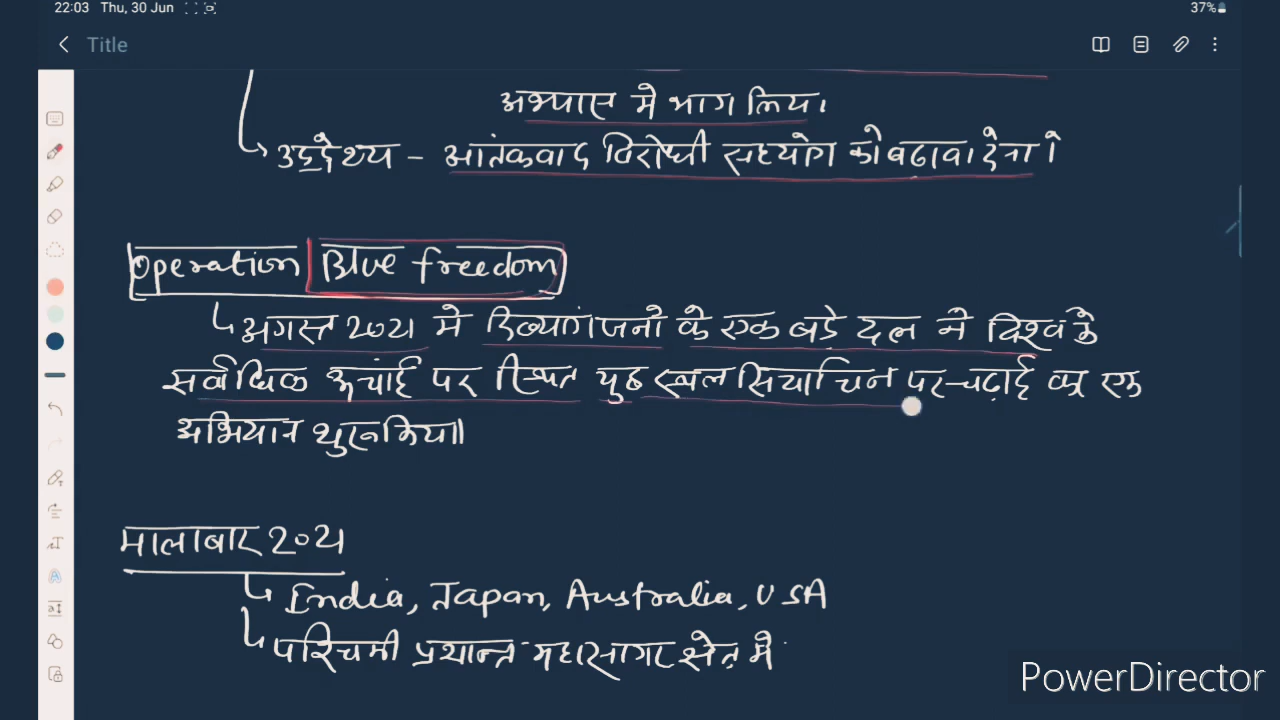 22:03 Thu, 30 Jun
37%
Title
अभ्यास में भाग लिया।
उद्देश्य - आतंकवाद विरोधी सहयोग को बढावा देना।
Operation Blue freedom
अगस्त 2021 में दिव्यांगजनों के एक बडे दल ने विश्व के
सर्वाधिक ऊंचाई पर स्थित युद्ध स्थल सियाचिन पर चढाई का एक
अभियान शुरू किया॥
मालाबार 2021
India, Japan, Australia, USA
पश्चिमी प्रशान्त महासागर क्षेत्र में
PowerDirector